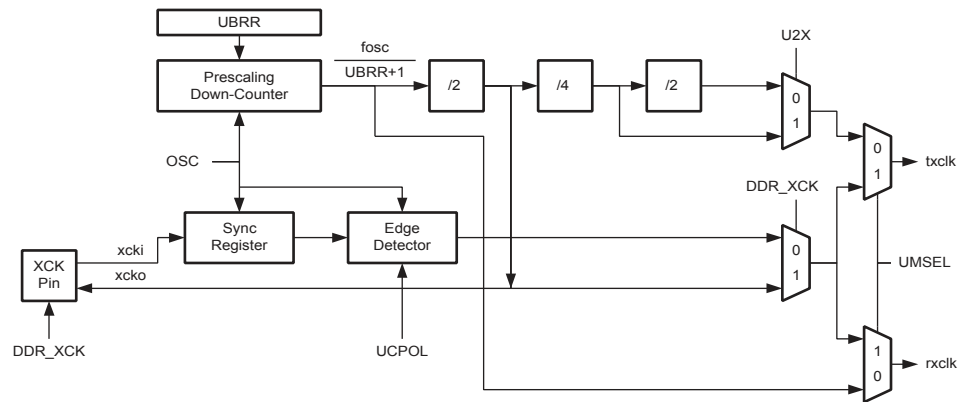 UBRR
fosc
U2X
Prescaling
Down-Counter
UBRR+1
/2
/4
/2
0
1
OSC
0
1
txclk
DDR_XCK
xcki
Sync
Register
Edge
Detector
0
1
UMSEL
XCK
Pin
xcko
DDR_XCK
UCPOL
1
0
rxclk